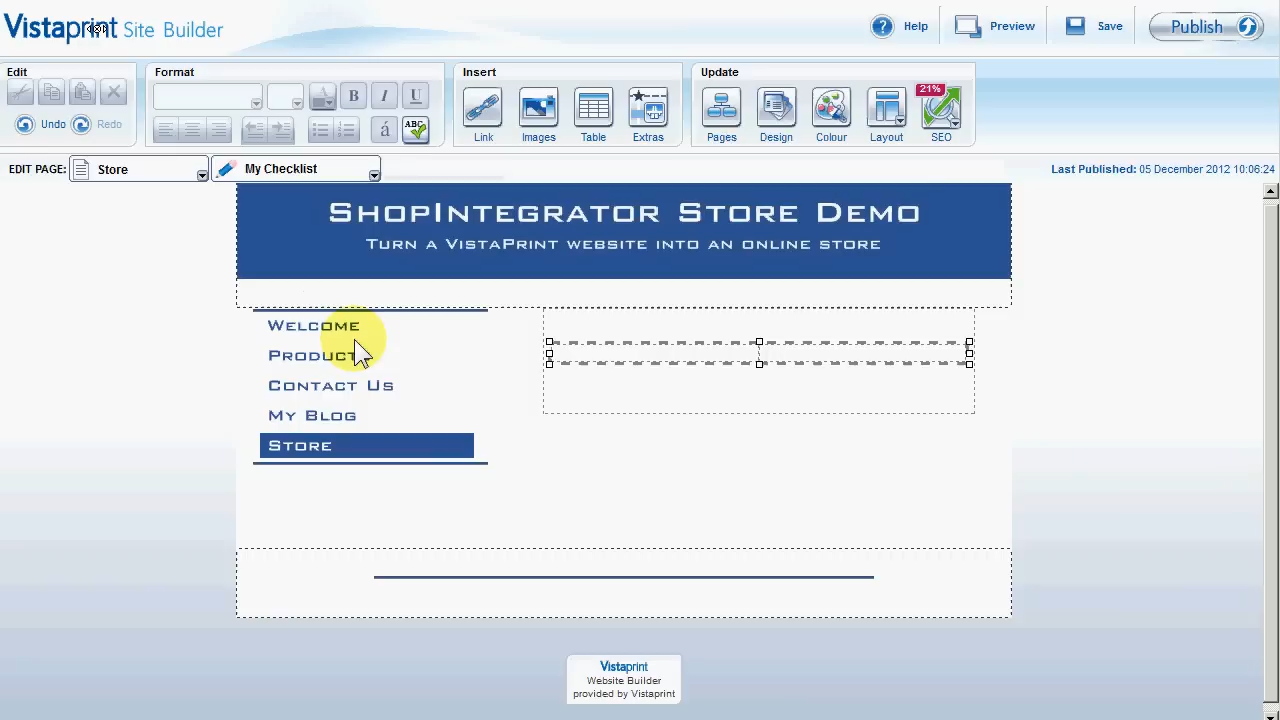 Vistaprint Site Builder
Help
Preview
Save
Publish
Edit
Format
Insert
Update
B I U
á
ABC
21%
Undo
Redo
Link
Images
Table
Extras
Pages
Design
Colour
Layout
SEO
EDIT PAGE:
Store
My Checklist
Last Published: 05 December 2012 10:06:24
ShopIntegrator Store Demo
Turn a VistaPrint website into an online store
Welcome
Product
Contact Us
My Blog
Store
Vistaprint
Website Builder
provided by Vistaprint